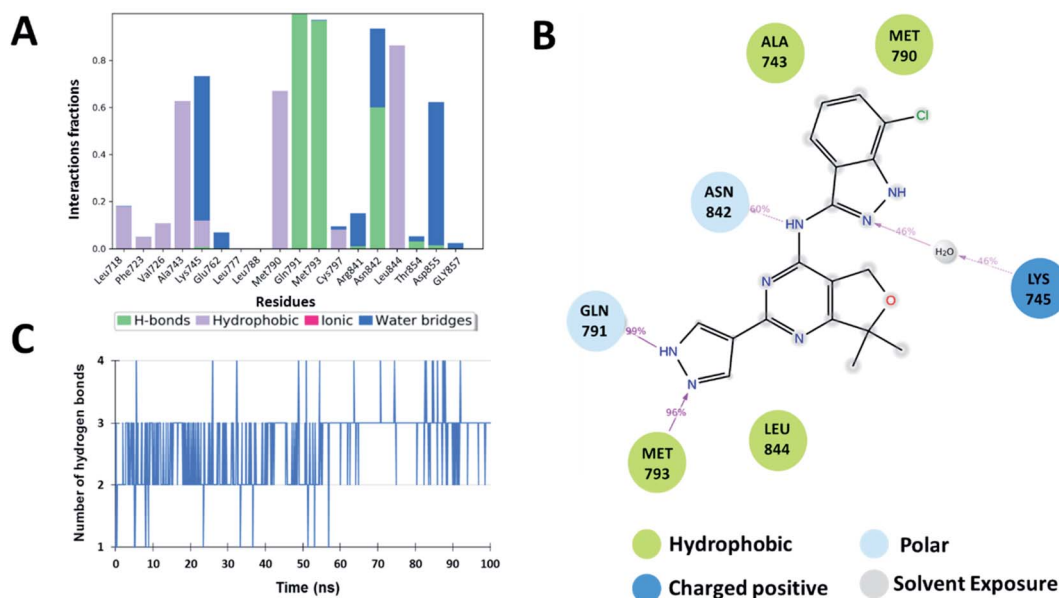 A
Interactions fractions
0.8
0.6
0.4
0.2
0.0
Leu718
Phe723
Val726
Ala743
Lys745
Glu762
Leu777
Leu788
Met790
Gln791
Met793
Cys797
Arg841
Asn842
Leu844
Thr854
Asp855
GLY857
Residues
H-bonds Hydrophobic Ionic Water bridges
B
ALA
743
MET
790
Cl
ASN
842
60%
HN
NH
N
46%
H₂O
46%
LYS
745
N
O
N
GLN
791
99%
HN
N
96%
MET
793
LEU
844
Hydrophobic
Polar
Charged positive
Solvent Exposure
C
Number of hydrogen bonds
4
3
2
1
0 10 20 30 40 50 60 70 80 90 100
Time (ns)